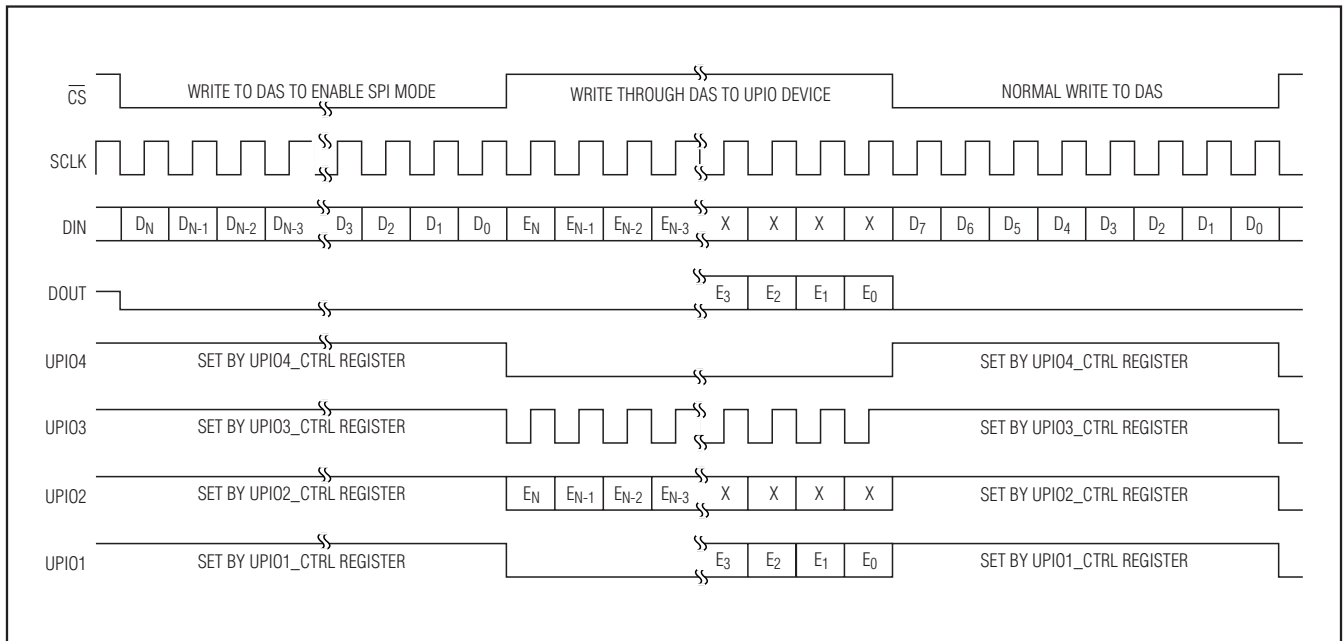 CS WRITE TO DAS TO ENABLE SPI MODE WRITE THROUGH DAS TO UPIO DEVICE NORMAL WRITE TO DAS
SCLK
DIN DN DN-1 DN-2 DN-3 D3 D2 D1 D0 EN EN-1 EN-2 EN-3 X X X X D7 D6 D5 D4 D3 D2 D1 D0
DOUT E3 E2 E1 E0
UPIO4 SET BY UPIO4_CTRL REGISTER SET BY UPIO4_CTRL REGISTER
UPIO3 SET BY UPIO3_CTRL REGISTER SET BY UPIO3_CTRL REGISTER
UPIO2 SET BY UPIO2_CTRL REGISTER EN EN-1 EN-2 EN-3 X X X X SET BY UPIO2_CTRL REGISTER
UPIO1 SET BY UPIO1_CTRL REGISTER E3 E2 E1 E0 SET BY UPIO1_CTRL REGISTER